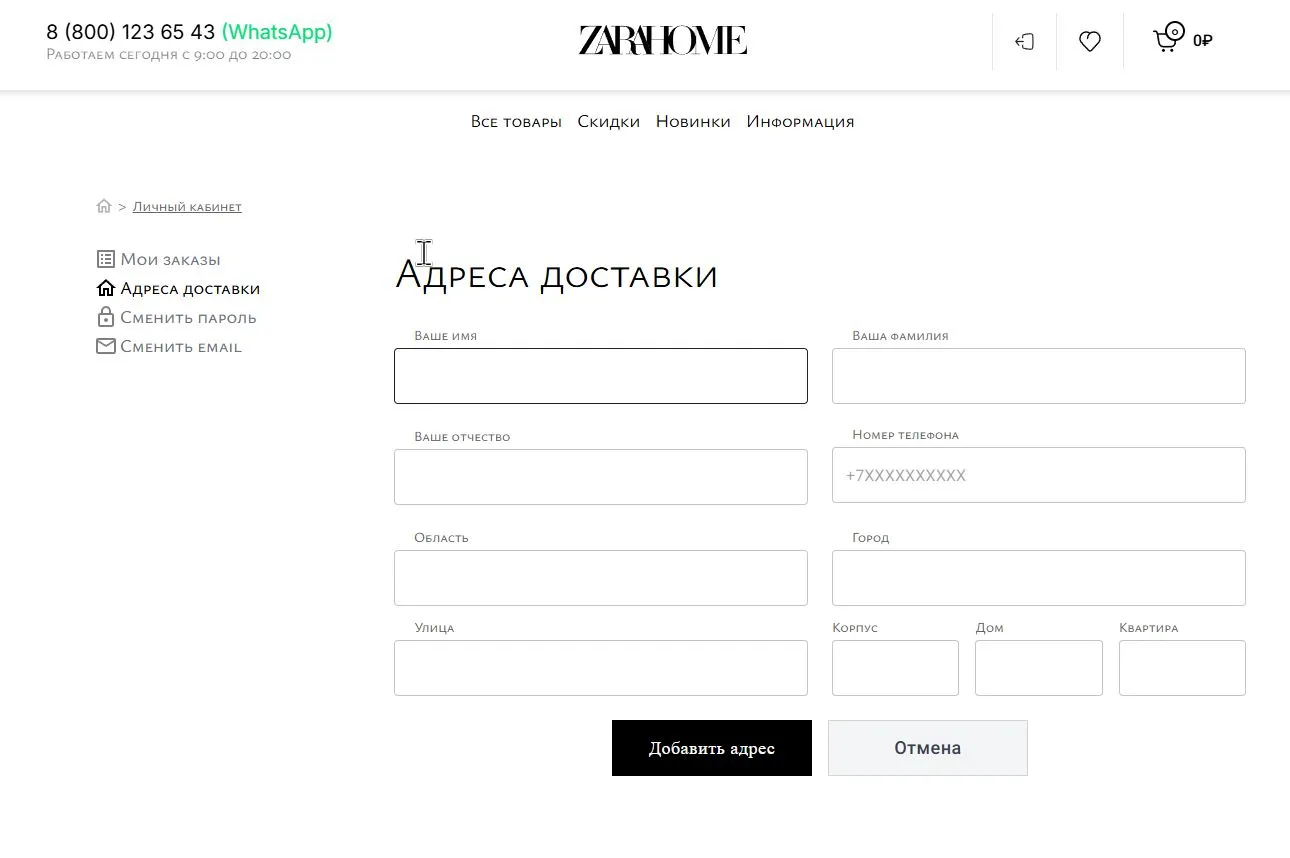 8 (800) 123 65 43 (WhatsApp)
Работаем сегодня с 9:00 до 20:00
ZARAHOME
0
0₽
Все товары Скидки Новинки Информация
> Личный кабинет
Мои заказы
Адреса доставки
Сменить пароль
Сменить email
Адреса доставки
Ваше имя
Ваша фамилия
Ваше отчество
Номер телефона
+7XXXXXXXXXX
Область
Город
Улица
Корпус
Дом
Квартира
Добавить адрес
Отмена